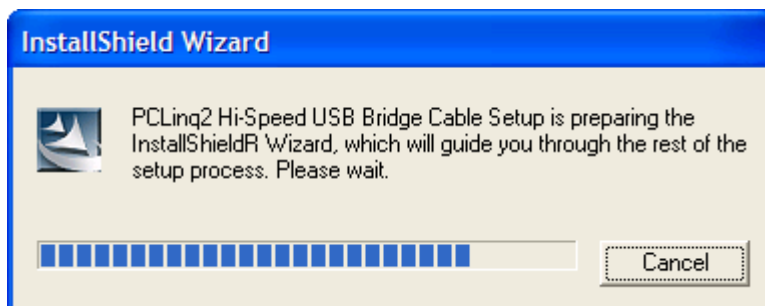 InstallShield Wizard
PCLinq2 Hi-Speed USB Bridge Cable Setup is preparing the
InstallShieldR Wizard, which will guide you through the rest of the
setup process. Please wait.
Cancel